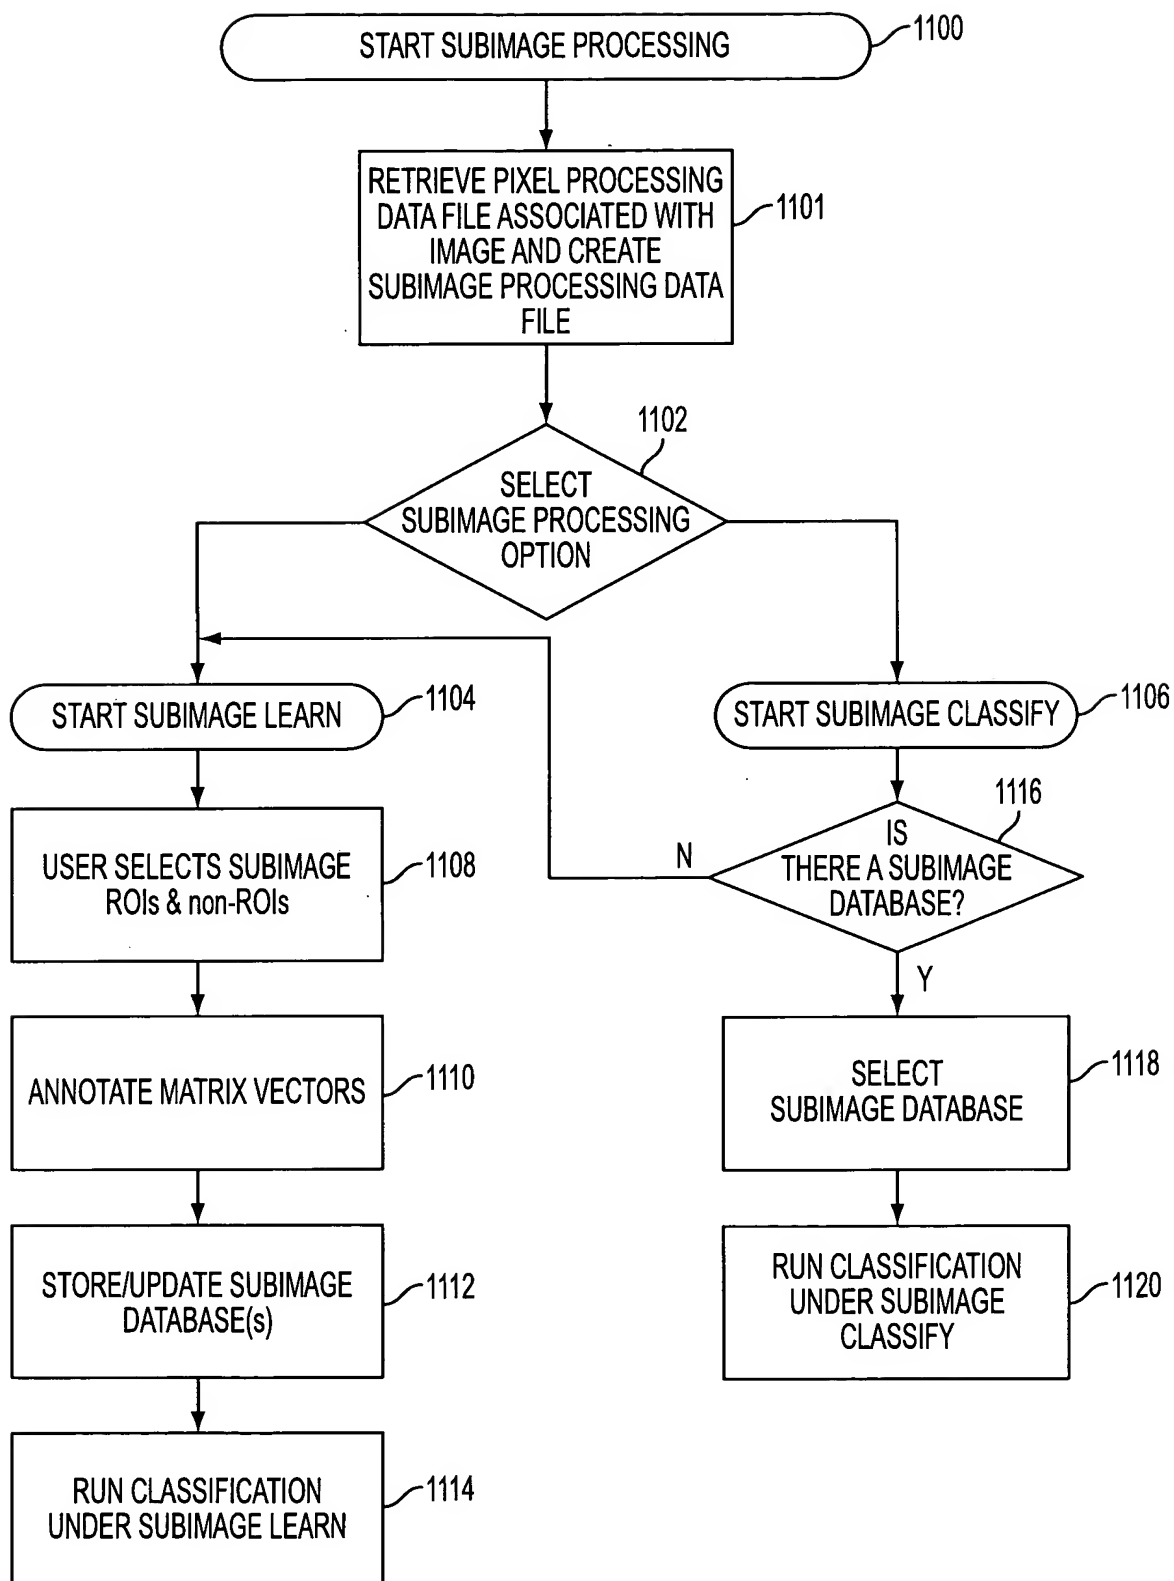 START SUBIMAGE PROCESSING
1100
RETRIEVE PIXEL PROCESSING
DATA FILE ASSOCIATED WITH
IMAGE AND CREATE
SUBIMAGE PROCESSING DATA
FILE
1101
1102
SELECT
SUBIMAGE PROCESSING
OPTION
START SUBIMAGE LEARN
1104
START SUBIMAGE CLASSIFY
1106
USER SELECTS SUBIMAGE
ROIs & non-ROIs
1108
1116
IS
THERE A SUBIMAGE
DATABASE?
N
Y
ANNOTATE MATRIX VECTORS
1110
SELECT
SUBIMAGE DATABASE
1118
STORE/UPDATE SUBIMAGE
DATABASE(s)
1112
RUN CLASSIFICATION
UNDER SUBIMAGE
CLASSIFY
1120
RUN CLASSIFICATION
UNDER SUBIMAGE LEARN
1114